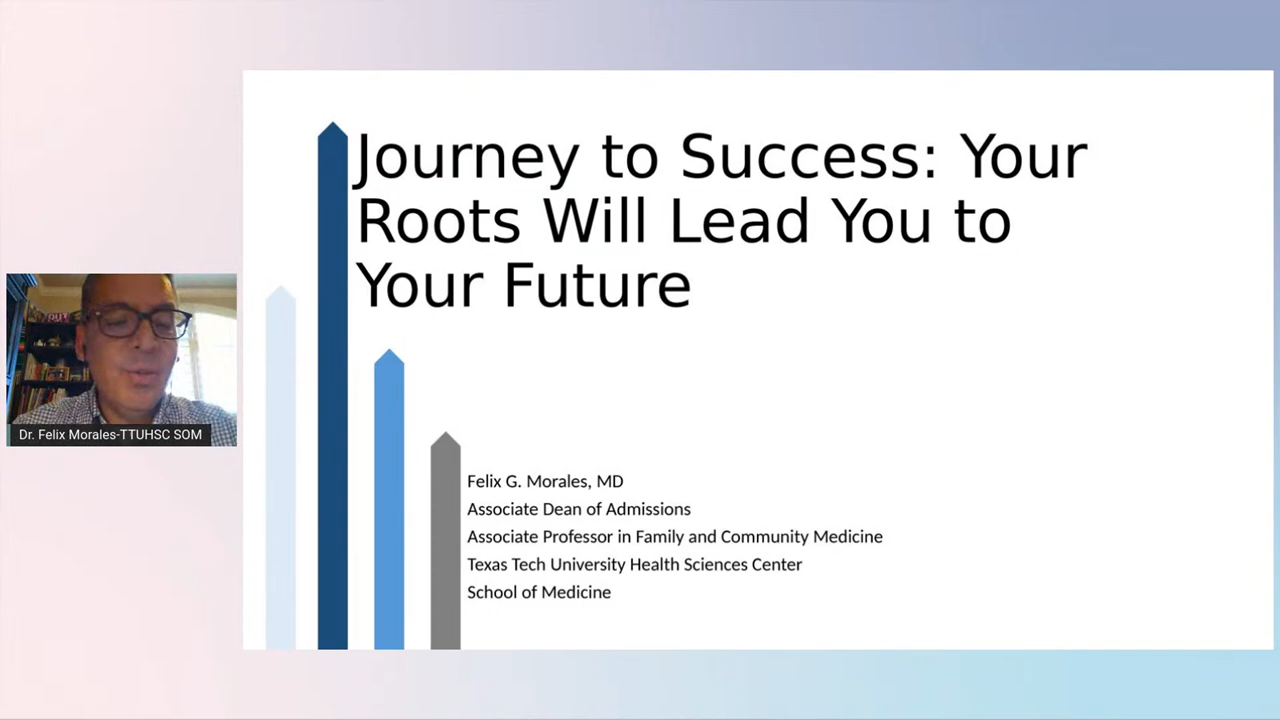 Journey to Success: Your
Roots Will Lead You to
Your Future
Felix G. Morales, MD
Associate Dean of Admissions
Associate Professor in Family and Community Medicine
Texas Tech University Health Sciences Center
School of Medicine
Dr. Felix Morales-TTUHSC SOM